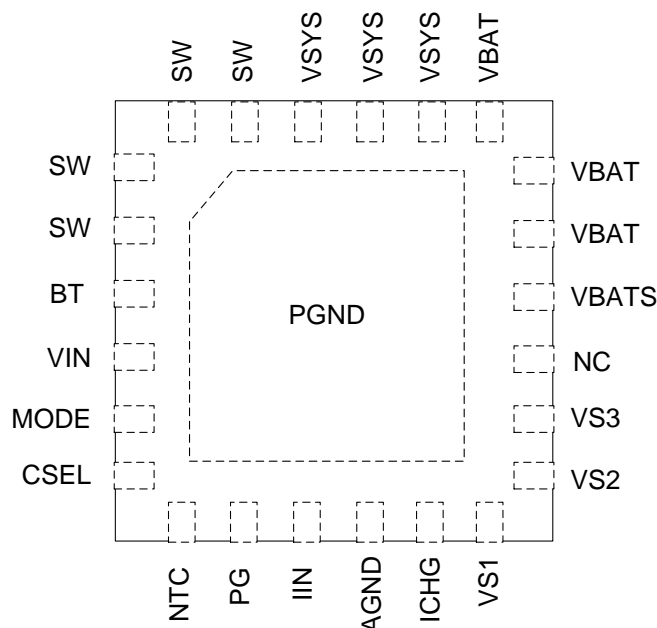 SW
SW
VSYS
VSYS
VSYS
VBAT
SW
SW
BT
VIN
MODE
CSEL
PGND
VBAT
VBAT
VBATS
NC
VS3
VS2
NTC
PG
IIN
AGND
ICHG
VS1